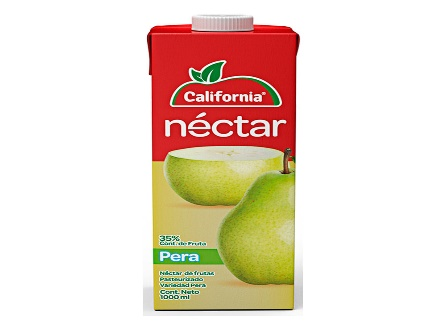 California®
néctar
35%
Cont. de Fruta
Pera
Néctar de frutas
Pasteurizado
Variedad Pera
Cont. Neto
1000 ml